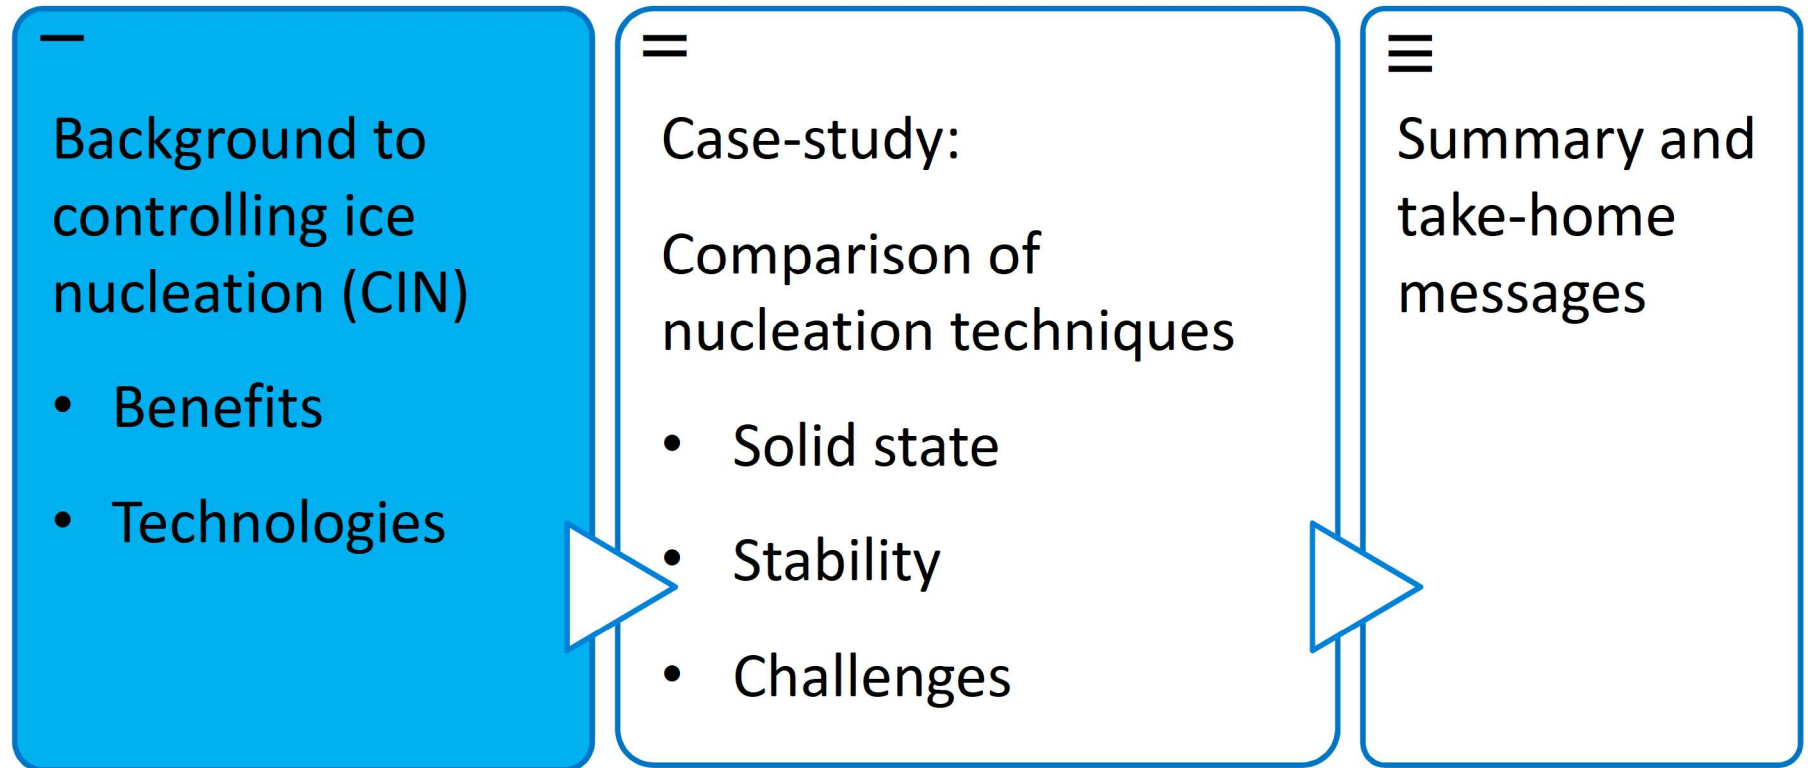 Background to
controlling ice
nucleation (CIN)
• Benefits
• Technologies
Case-study:
Comparison of
nucleation techniques
• Solid state
• Stability
• Challenges
Summary and
take-home
messages